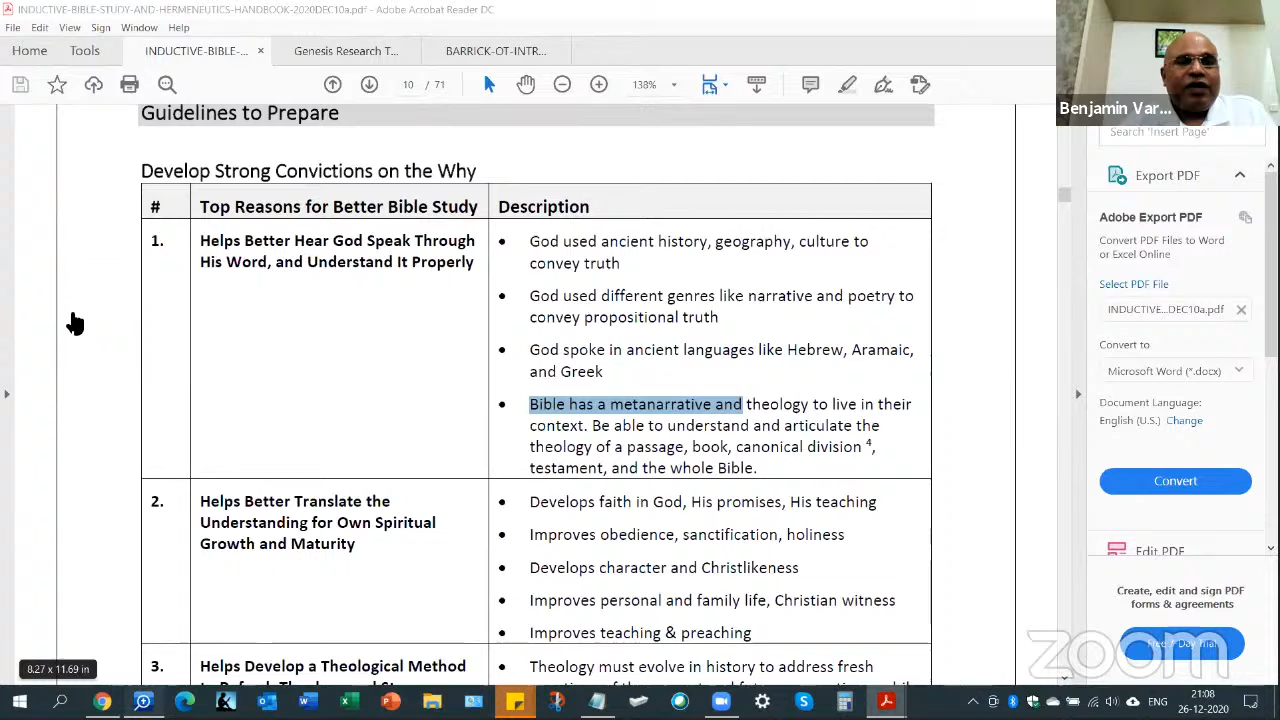 INDUCTIVE-BIBLE-STUDY-AND-HERMENEUTICS-HANDBOOK-2020DEC10a.pdf - Adobe Acrobat Reader DC
File Edit View Sign Window Help
Home Tools INDUCTIVE-BIBLE-... × Genesis Research T... BARRICK-OT-INTR...
10 / 71 138%
Benjamin Var...
Guidelines to Prepare
Develop Strong Convictions on the Why
# Top Reasons for Better Bible Study Description
1. Helps Better Hear God Speak Through
His Word, and Understand It Properly
• God used ancient history, geography, culture to
convey truth
• God used different genres like narrative and poetry to
convey propositional truth
• God spoke in ancient languages like Hebrew, Aramaic,
and Greek
• Bible has a metanarrative and theology to live in their
context. Be able to understand and articulate the
theology of a passage, book, canonical division 4,
testament, and the whole Bible.
2. Helps Better Translate the
Understanding for Own Spiritual
Growth and Maturity
• Develops faith in God, His promises, His teaching
• Improves obedience, sanctification, holiness
• Develops character and Christlikeness
• Improves personal and family life, Christian witness
• Improves teaching & preaching
3. Helps Develop a Theological Method
• Theology must evolve in history to address fresh
8.27 x 11.69 in
Search 'Insert Page'
Export PDF
Adobe Export PDF
Convert PDF Files to Word
or Excel Online
Select PDF File
INDUCTIVE...DEC10a.pdf
Convert to
Microsoft Word (*.docx)
Document Language:
English (U.S.) Change
Convert
Edit PDF
Create, edit and sign PDF
forms & agreements
Free 7 Day Trial
zoom
ENG
21:08
26-12-2020